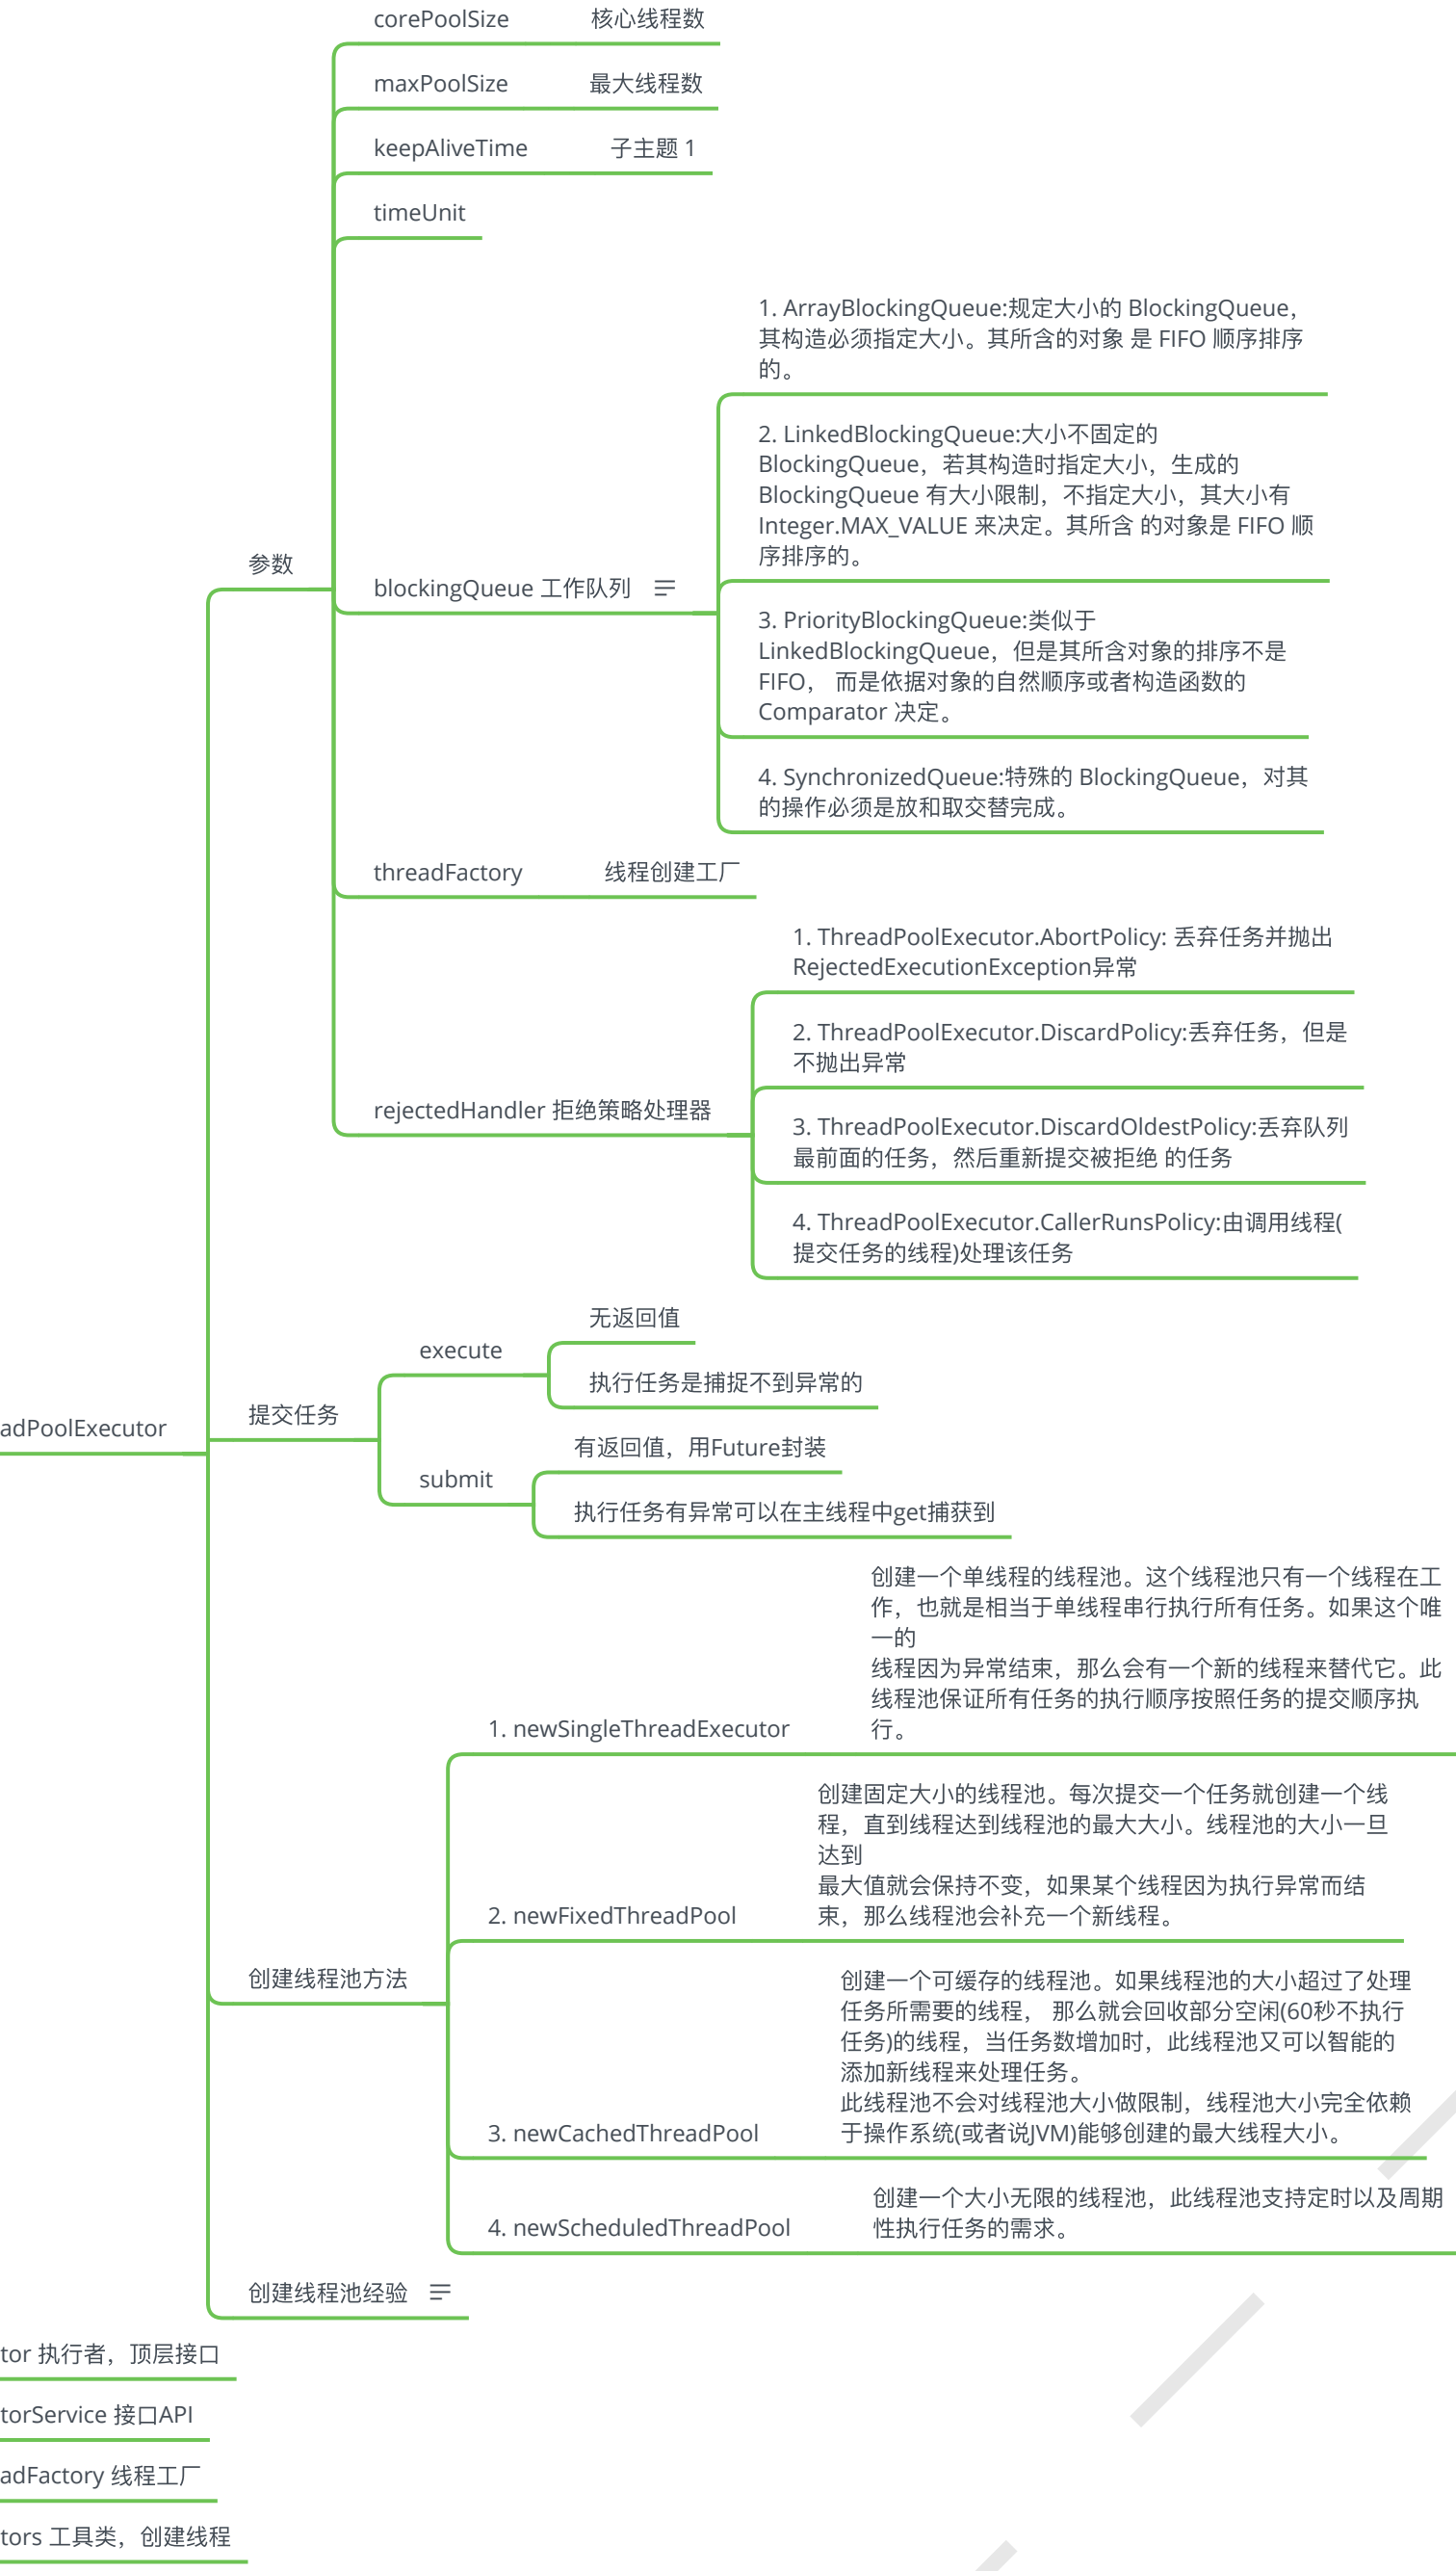 corePoolSize 核心线程数
maxPoolSize 最大线程数
keepAliveTime 子主题 1
timeUnit
1. ArrayBlockingQueue:规定大小的 BlockingQueue，
其构造必须指定大小。其所含的对象 是 FIFO 顺序排序
的。
2. LinkedBlockingQueue:大小不固定的
BlockingQueue，若其构造时指定大小，生成的
BlockingQueue 有大小限制，不指定大小，其大小有
Integer.MAX_VALUE 来决定。其所含 的对象是 FIFO 顺
序排序的。
参数
blockingQueue 工作队列
3. PriorityBlockingQueue:类似于
LinkedBlockingQueue，但是其所含对象的排序不是
FIFO， 而是依据对象的自然顺序或者构造函数的
Comparator 决定。
4. SynchronizedQueue:特殊的 BlockingQueue，对其
的操作必须是放和取交替完成。
threadFactory 线程创建工厂
1. ThreadPoolExecutor.AbortPolicy: 丢弃任务并抛出
RejectedExecutionException异常
2. ThreadPoolExecutor.DiscardPolicy:丢弃任务，但是
不抛出异常
rejectedHandler 拒绝策略处理器
3. ThreadPoolExecutor.DiscardOldestPolicy:丢弃队列
最前面的任务，然后重新提交被拒绝 的任务
4. ThreadPoolExecutor.CallerRunsPolicy:由调用线程(
提交任务的线程)处理该任务
无返回值
execute
执行任务是捕捉不到异常的
提交任务
adPoolExecutor
有返回值，用Future封装
submit
执行任务有异常可以在主线程中get捕获到
创建一个单线程的线程池。这个线程池只有一个线程在工
作，也就是相当于单线程串行执行所有任务。如果这个唯
一的
线程因为异常结束，那么会有一个新的线程来替代它。此
线程池保证所有任务的执行顺序按照任务的提交顺序执
行。
1. newSingleThreadExecutor
创建固定大小的线程池。每次提交一个任务就创建一个线
程，直到线程达到线程池的最大大小。线程池的大小一旦
达到
最大值就会保持不变，如果某个线程因为执行异常而结
束，那么线程池会补充一个新线程。
2. newFixedThreadPool
创建线程池方法
创建一个可缓存的线程池。如果线程池的大小超过了处理
任务所需要的线程， 那么就会回收部分空闲(60秒不执行
任务)的线程，当任务数增加时，此线程池又可以智能的
添加新线程来处理任务。
此线程池不会对线程池大小做限制，线程池大小完全依赖
于操作系统(或者说JVM)能够创建的最大线程大小。
3. newCachedThreadPool
创建一个大小无限的线程池，此线程池支持定时以及周期
性执行任务的需求。
4. newScheduledThreadPool
创建线程池经验
tor 执行者，顶层接口
torService 接口API
adFactory 线程工厂
tors 工具类，创建线程